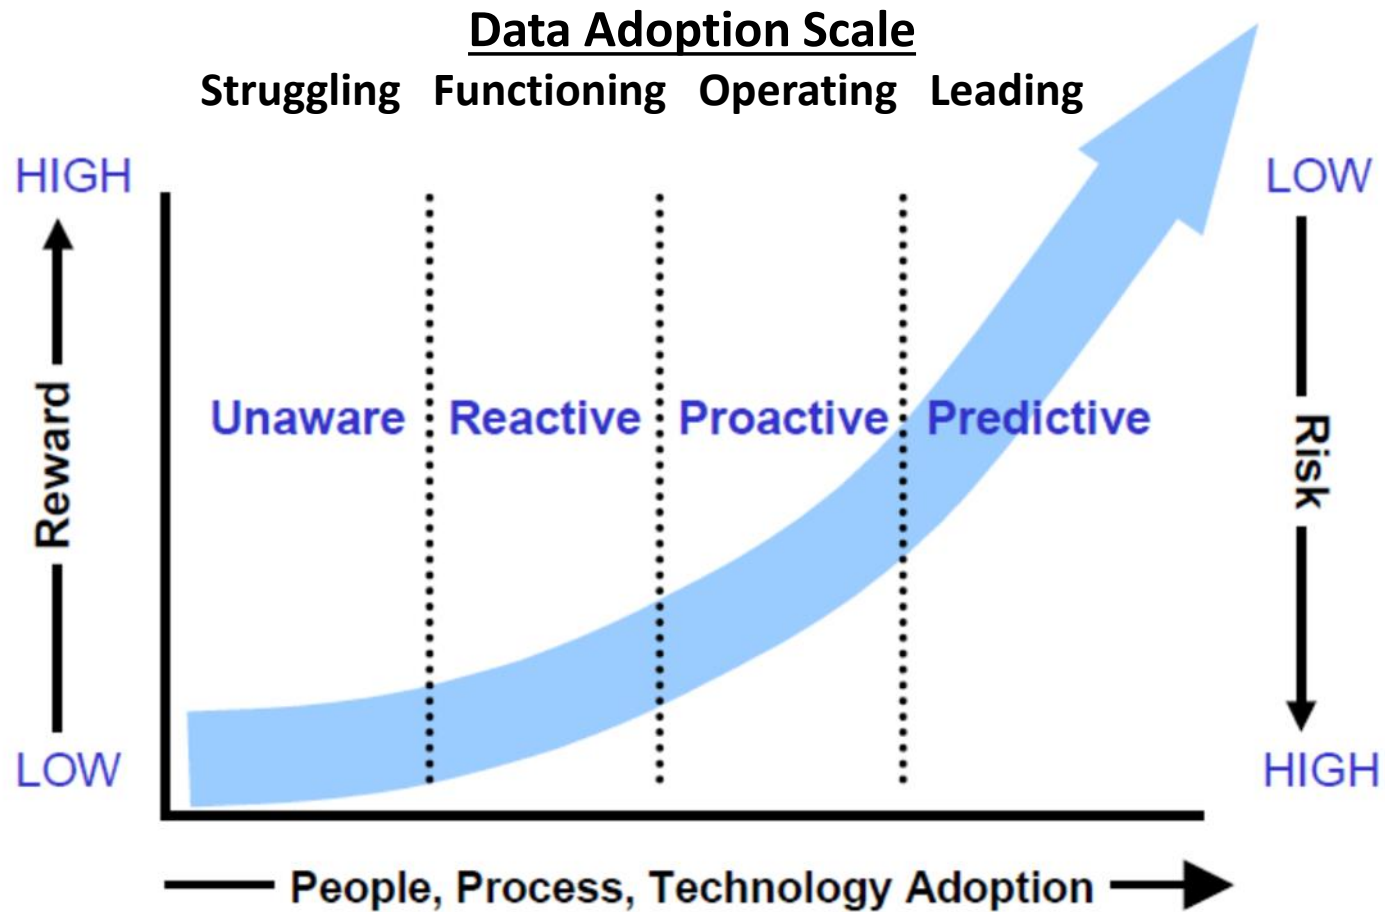 Data Adoption Scale
Struggling Functioning Operating Leading
HIGH
LOW
Unaware Reactive Proactive Predictive
Reward
Risk
LOW
HIGH
People, Process, Technology Adoption